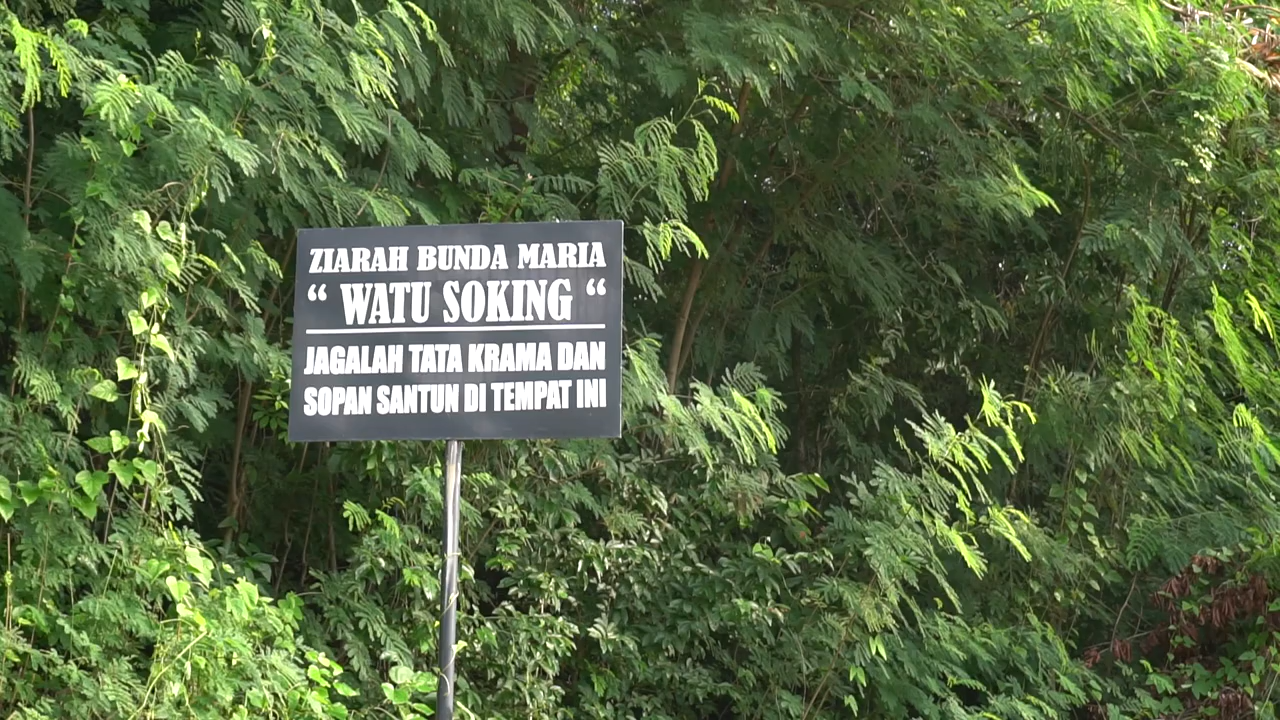 ZIARAH BUNDA MARIA
“ WATU SOKING “
JAGALAH TATA KRAMA DAN
SOPAN SANTUN DI TEMPAT INI